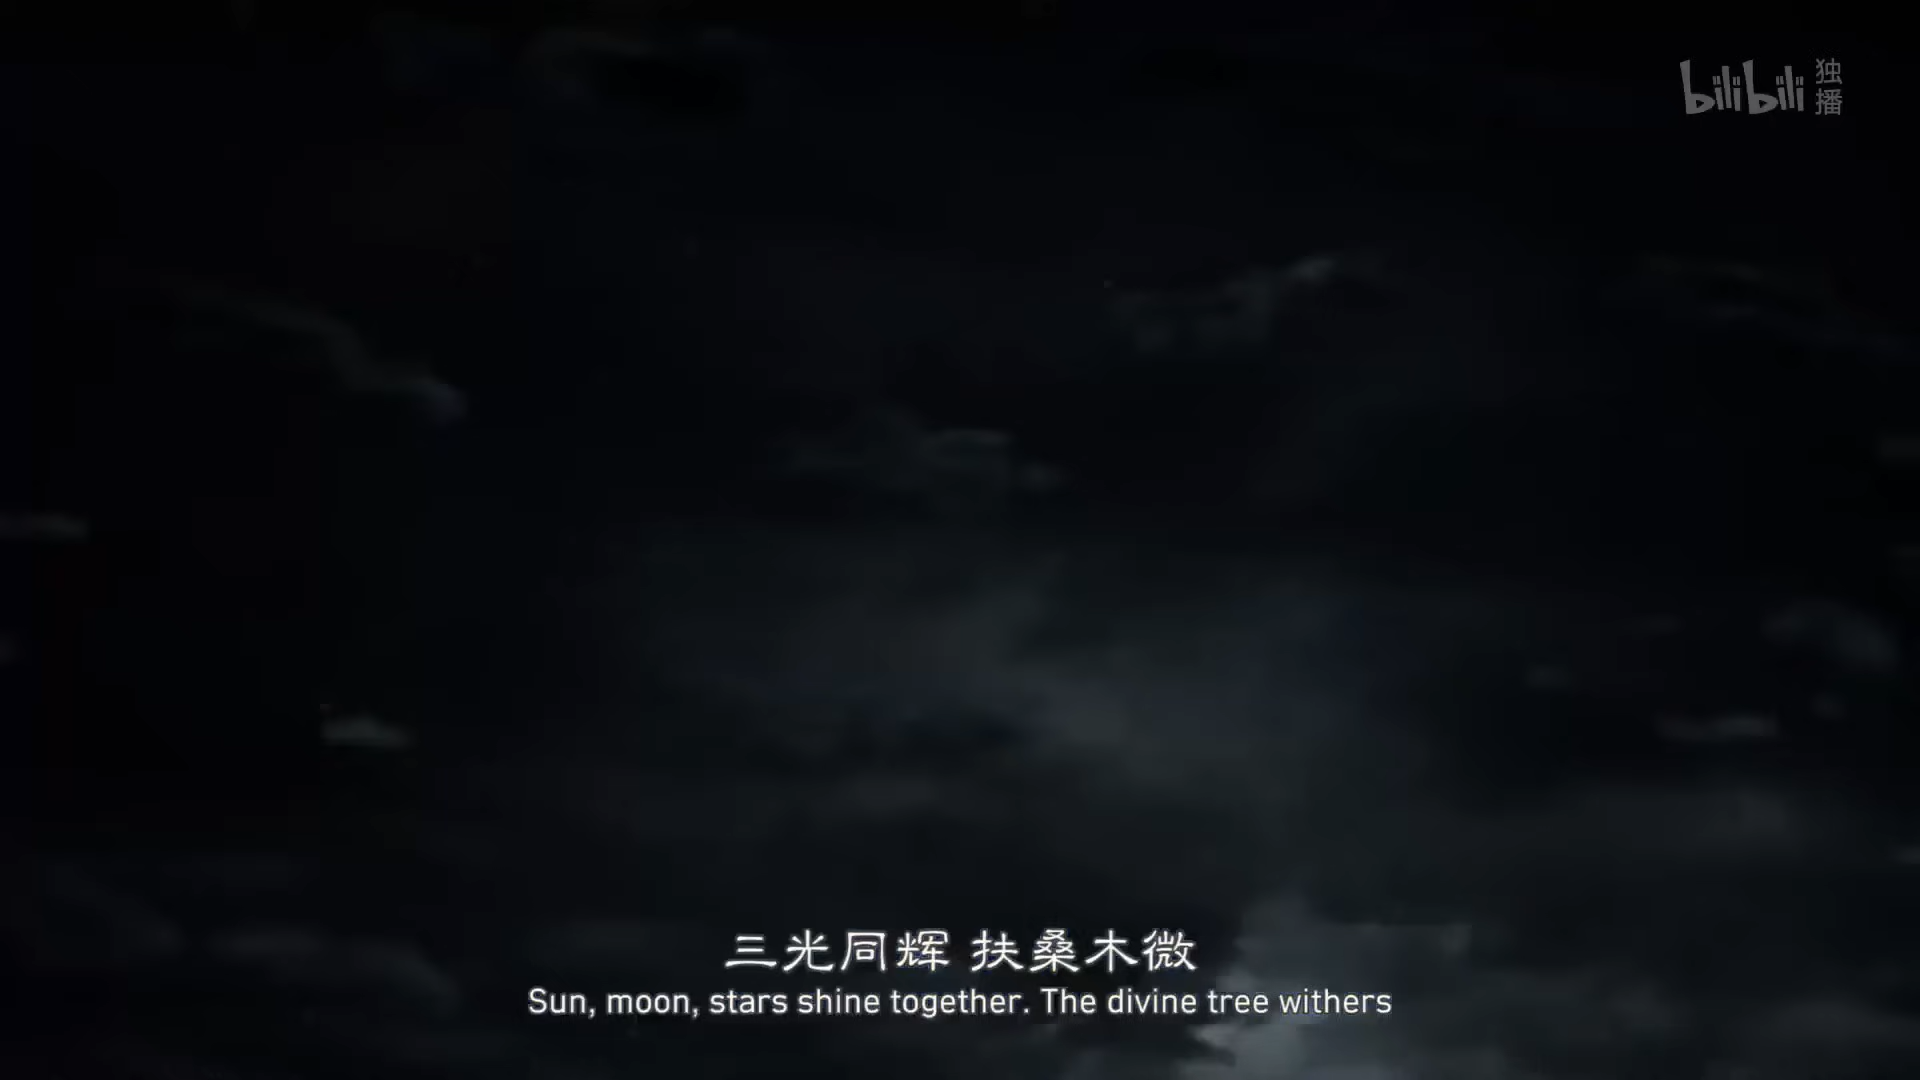 bilibili 独播
三光同辉 扶桑木微
Sun, moon, stars shine together. The divine tree withers